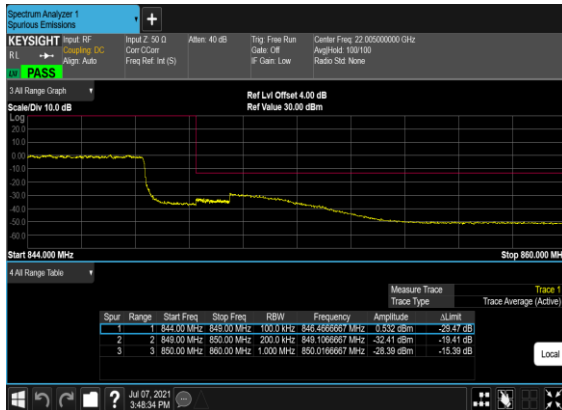 Spectrum Analyzer 1
Spurious Emissions
+
KEYSIGHT Input: RF Input Z: 50 Ω Atten: 40 dB Trig: Free Run Center Freq: 22.005000000 GHz
RL Coupling: DC Corr CCorr Gate: Off Avg|Hold: 100/100
Align: Auto Freq Ref: Int (S) IF Gain: Low Radio Std: None
PASS
3 All Range Graph
Scale/Div 10.0 dB Ref Lvl Offset 4.00 dB
Ref Value 30.00 dBm
Log
20.0
10.0
0.00
-10.0
-20.0
-30.0
-40.0
-50.0
-60.0
Start 844.000 MHz Stop 860.000 MH
4 All Range Table
Measure Trace Trace 1
Trace Type Trace Average (Active)
Spur Range Start Freq Stop Freq RBW Frequency Amplitude ΔLimit
1 1 844.00 MHz 849.00 MHz 100.0 kHz 846.4666667 MHz 0.532 dBm -29.47 dB
2 2 849.00 MHz 850.00 MHz 200.0 kHz 849.1066667 MHz -32.41 dBm -19.41 dB
3 3 850.00 MHz 860.00 MHz 1.000 MHz 850.0166667 MHz -28.39 dBm -15.39 dB
Local
? Jul 07, 2021
3:48:34 PM